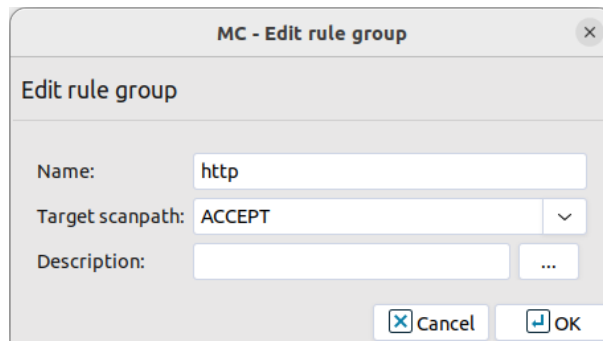 MC - Edit rule group
Edit rule group
Name: http
Target scanpath: ACCEPT
Description: ...
Cancel OK